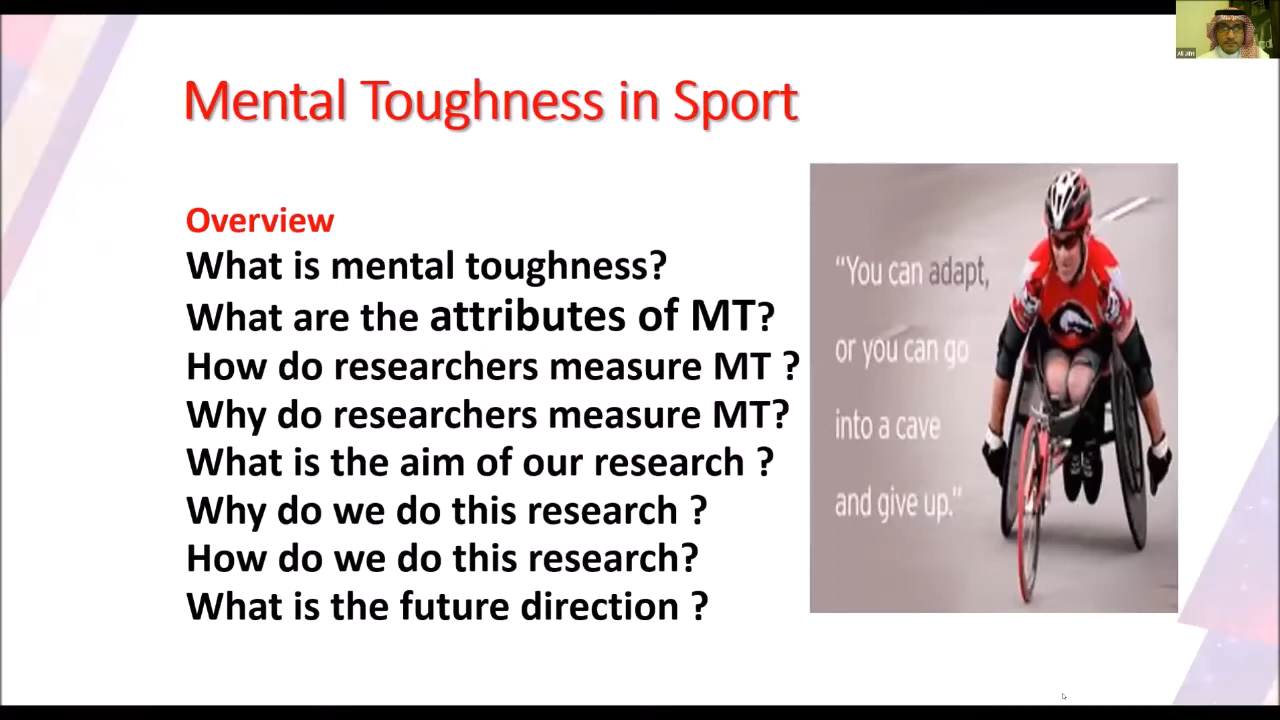 Mental Toughness in Sport
Overview
What is mental toughness?
What are the attributes of MT?
How do researchers measure MT ?
Why do researchers measure MT?
What is the aim of our research ?
Why do we do this research ?
How do we do this research?
What is the future direction ?
“You can adapt,
or you can go
into a cave
and give up.”